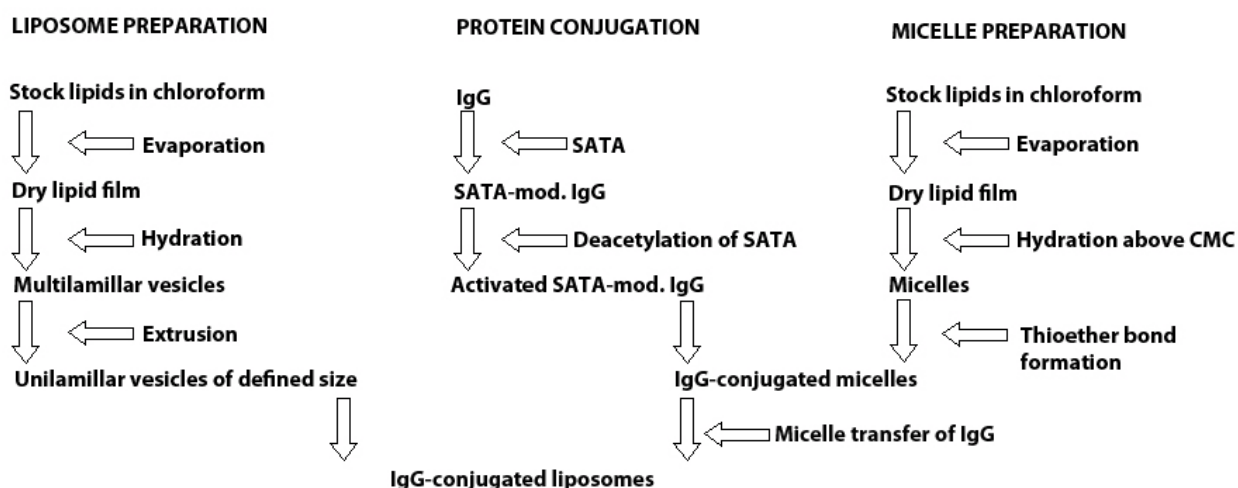 LIPOSOME PREPARATION
PROTEIN CONJUGATION
MICELLE PREPARATION
Stock lipids in chloroform
IgG
Stock lipids in chloroform
Evaporation
SATA
Evaporation
Dry lipid film
SATA-mod. IgG
Dry lipid film
Hydration
Deacetylation of SATA
Hydration above CMC
Multilamillar vesicles
Activated SATA-mod. IgG
Micelles
Extrusion
Thioether bond
formation
Unilamillar vesicles of defined size
IgG-conjugated micelles
Micelle transfer of IgG
IgG-conjugated liposomes